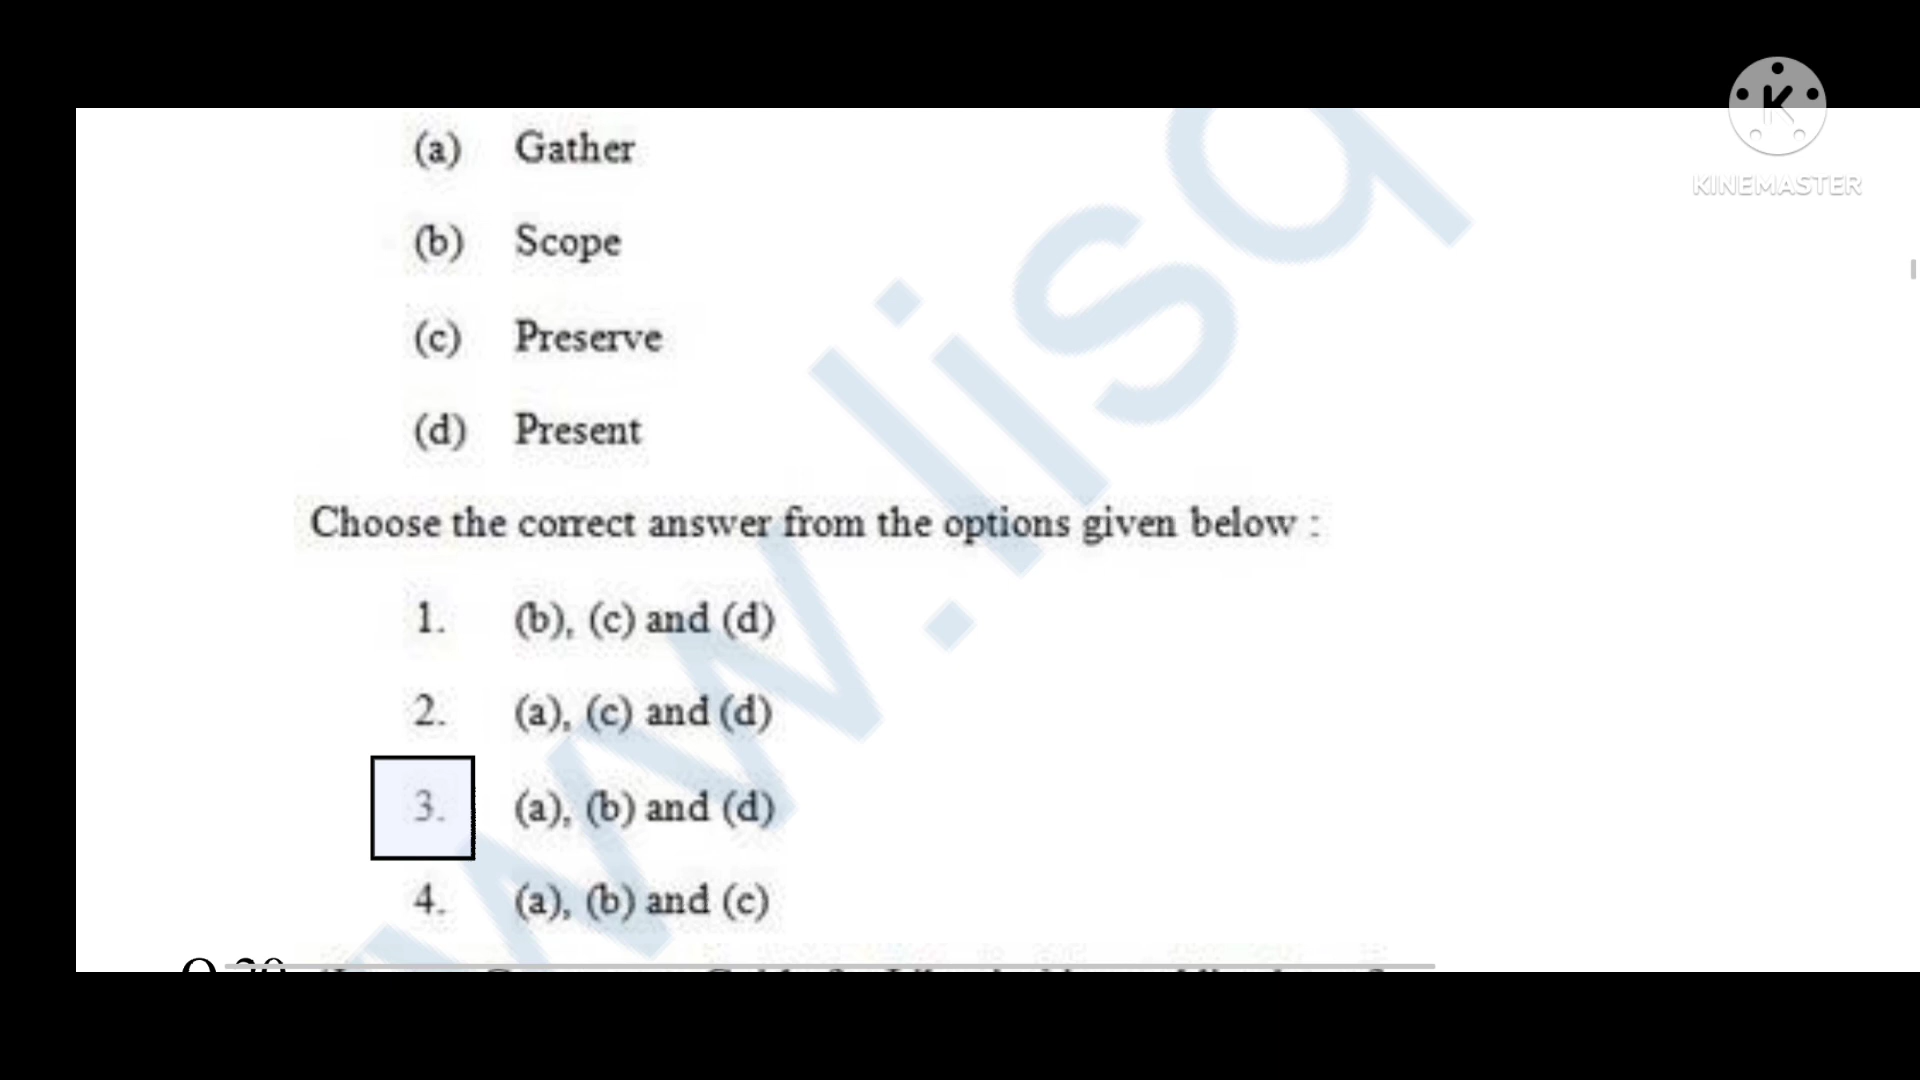 KINEMASTER
(a) Gather
(b) Scope
(c) Preserve
(d) Present
Choose the correct answer from the options given below :
1. (b), (c) and (d)
2. (a), (c) and (d)
3. (a), (b) and (d)
4. (a), (b) and (c)
w.lisq